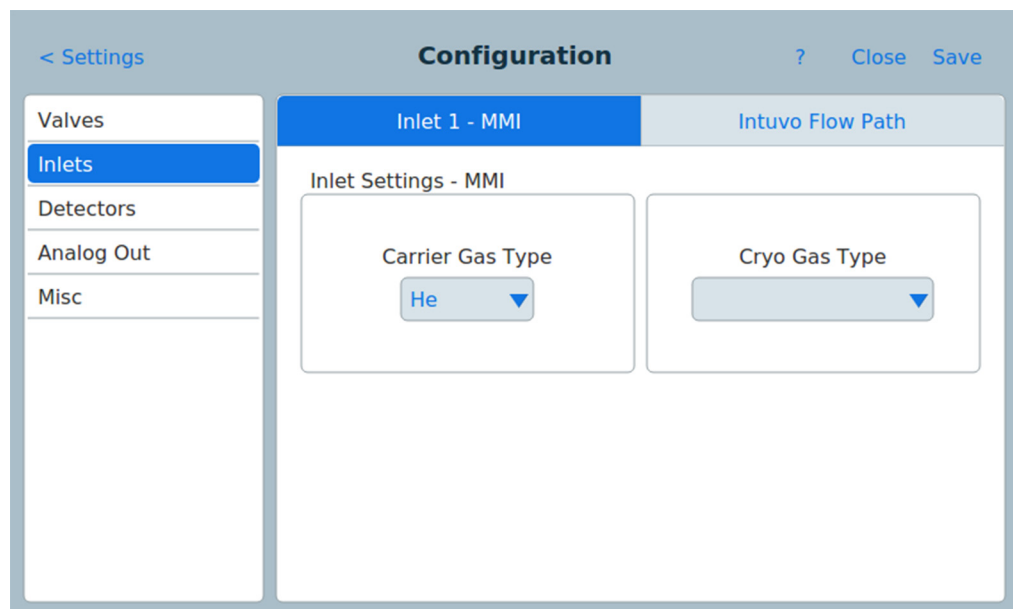 < Settings
Configuration
? Close Save
Valves
Inlets
Detectors
Analog Out
Misc
Inlet 1 - MMI
Intuvo Flow Path
Inlet Settings - MMI
Carrier Gas Type
He
Cryo Gas Type